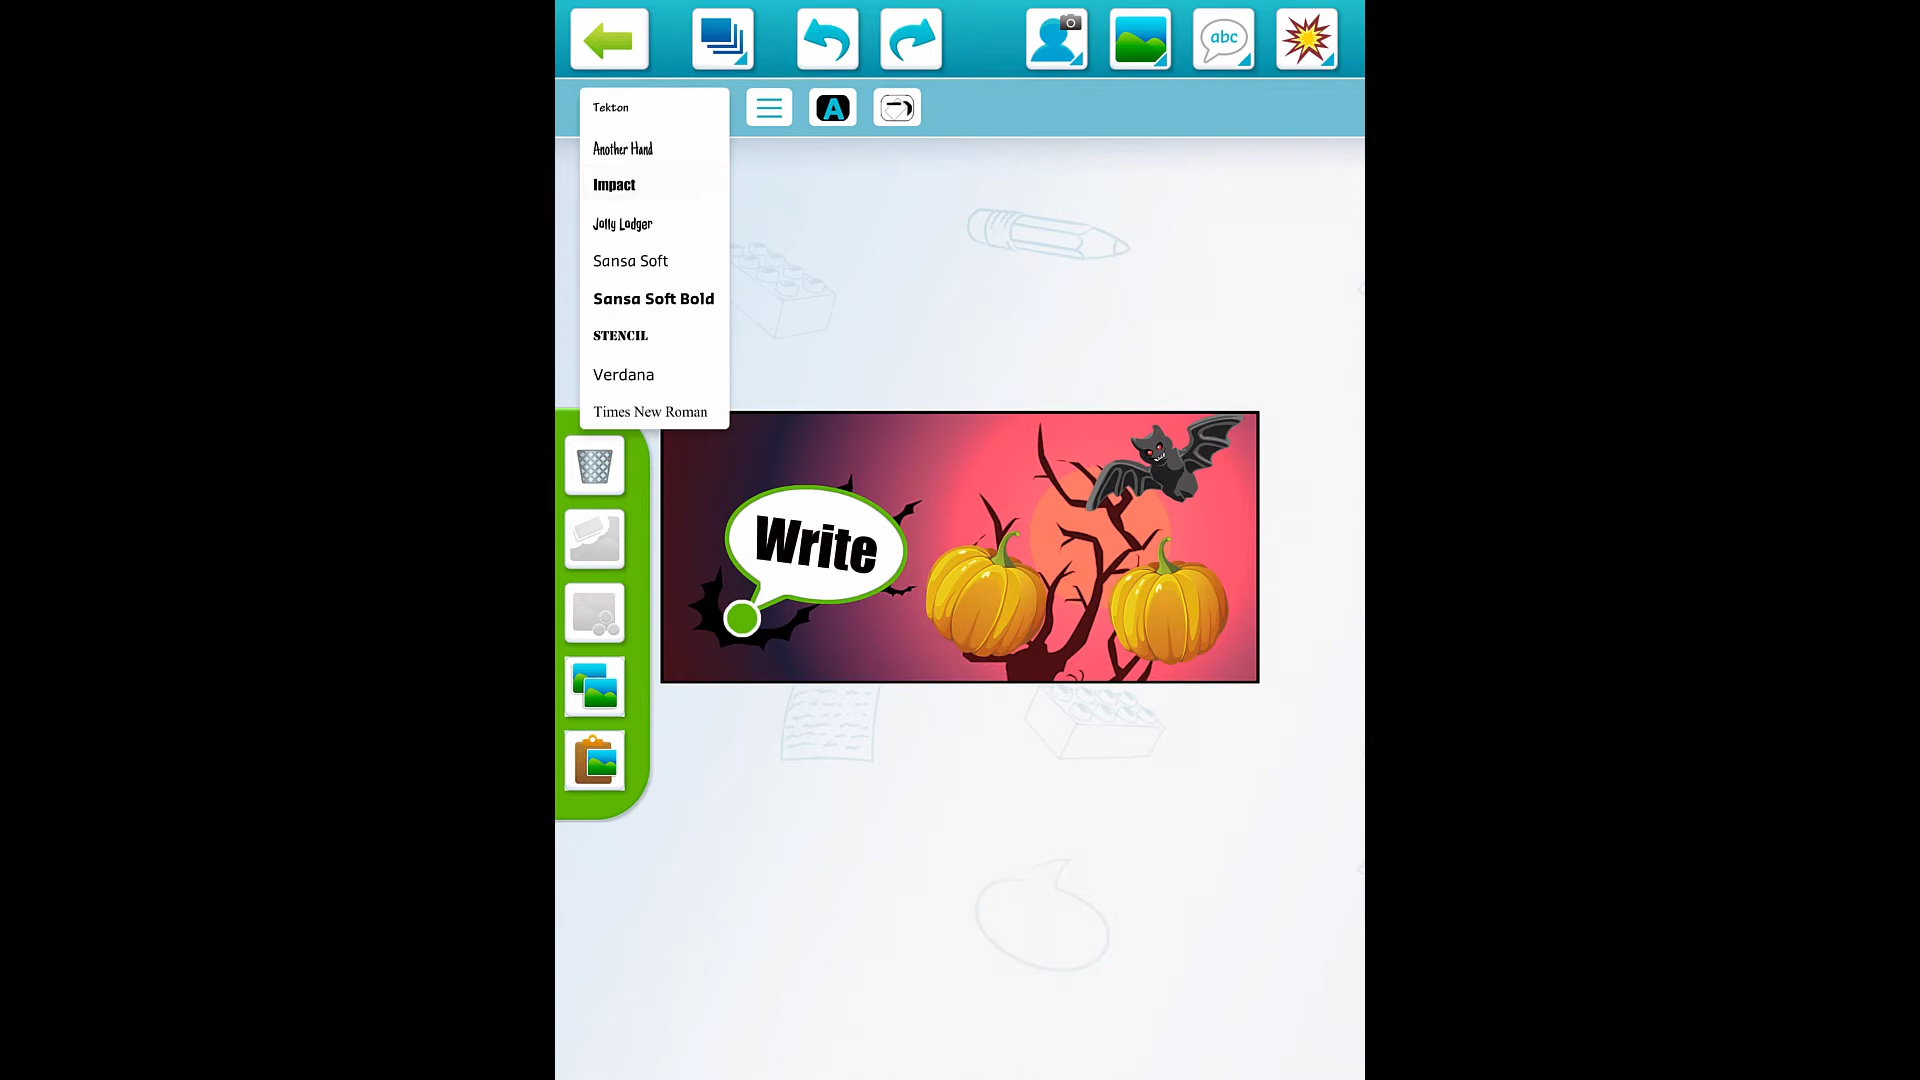 abc
A
Tekton
Another Hand
Impact
Jolly Lodger
Sansa Soft
Sansa Soft Bold
STENCIL
Verdana
Times New Roman
Write